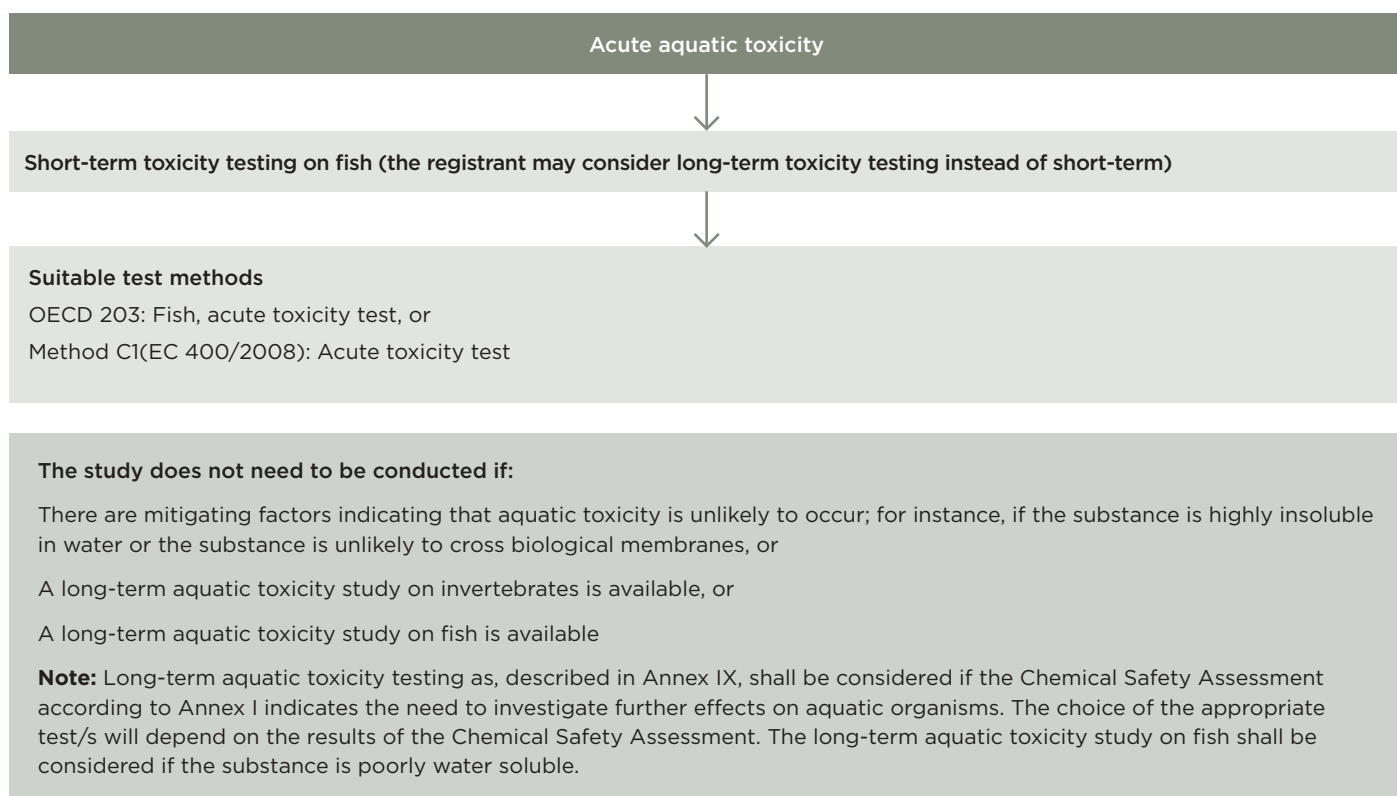 Acute aquatic toxicity
Short-term toxicity testing on fish (the registrant may consider long-term toxicity testing instead of short-term)
Suitable test methods
OECD 203: Fish, acute toxicity test, or
Method C1(EC 400/2008): Acute toxicity test
The study does not need to be conducted if:
There are mitigating factors indicating that aquatic toxicity is unlikely to occur; for instance, if the substance is highly insoluble
in water or the substance is unlikely to cross biological membranes, or
A long-term aquatic toxicity study on invertebrates is available, or
A long-term aquatic toxicity study on fish is available
Note: Long-term aquatic toxicity testing as, described in Annex IX, shall be considered if the Chemical Safety Assessment
according to Annex I indicates the need to investigate further effects on aquatic organisms. The choice of the appropriate
test/s will depend on the results of the Chemical Safety Assessment. The long-term aquatic toxicity study on fish shall be
considered if the substance is poorly water soluble.